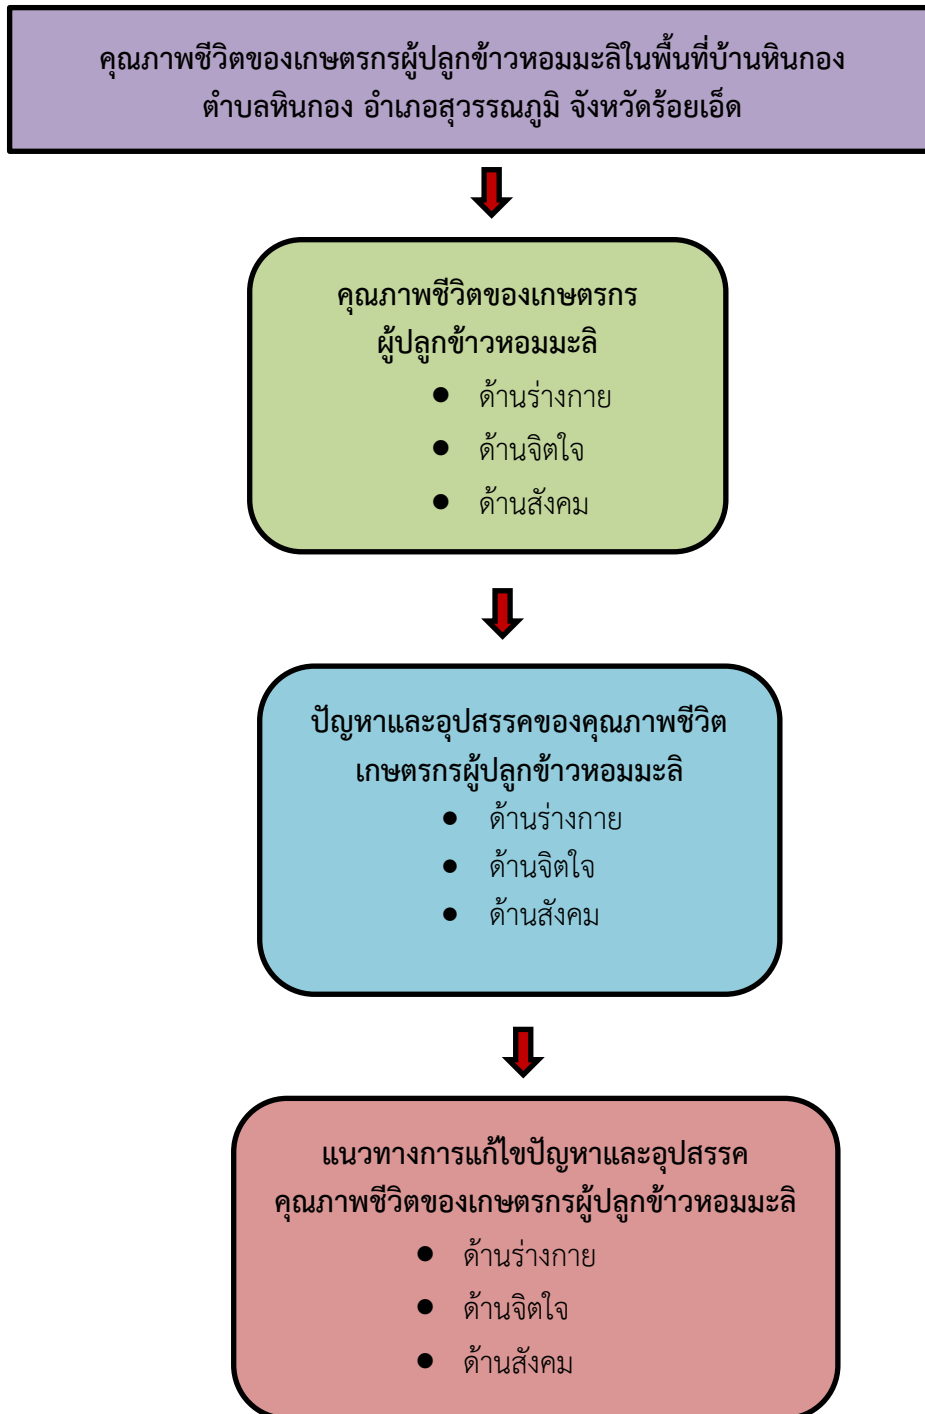 คุณภาพชีวิตของเกษตรกรผู้ปลูกข้าวหอมมะลิในพื้นที่บ้านหินกอง
ตำบลหินกอง อำเภอสุวรรณภูมิ จังหวัดร้อยเอ็ด
คุณภาพชีวิตของเกษตรกร
ผู้ปลูกข้าวหอมมะลิ
● ด้านร่างกาย
● ด้านจิตใจ
● ด้านสังคม
ปัญหาและอุปสรรคของคุณภาพชีวิต
เกษตรกรผู้ปลูกข้าวหอมมะลิ
● ด้านร่างกาย
● ด้านจิตใจ
● ด้านสังคม
แนวทางการแก้ไขปัญหาและอุปสรรค
คุณภาพชีวิตของเกษตรกรผู้ปลูกข้าวหอมมะลิ
● ด้านร่างกาย
● ด้านจิตใจ
● ด้านสังคม